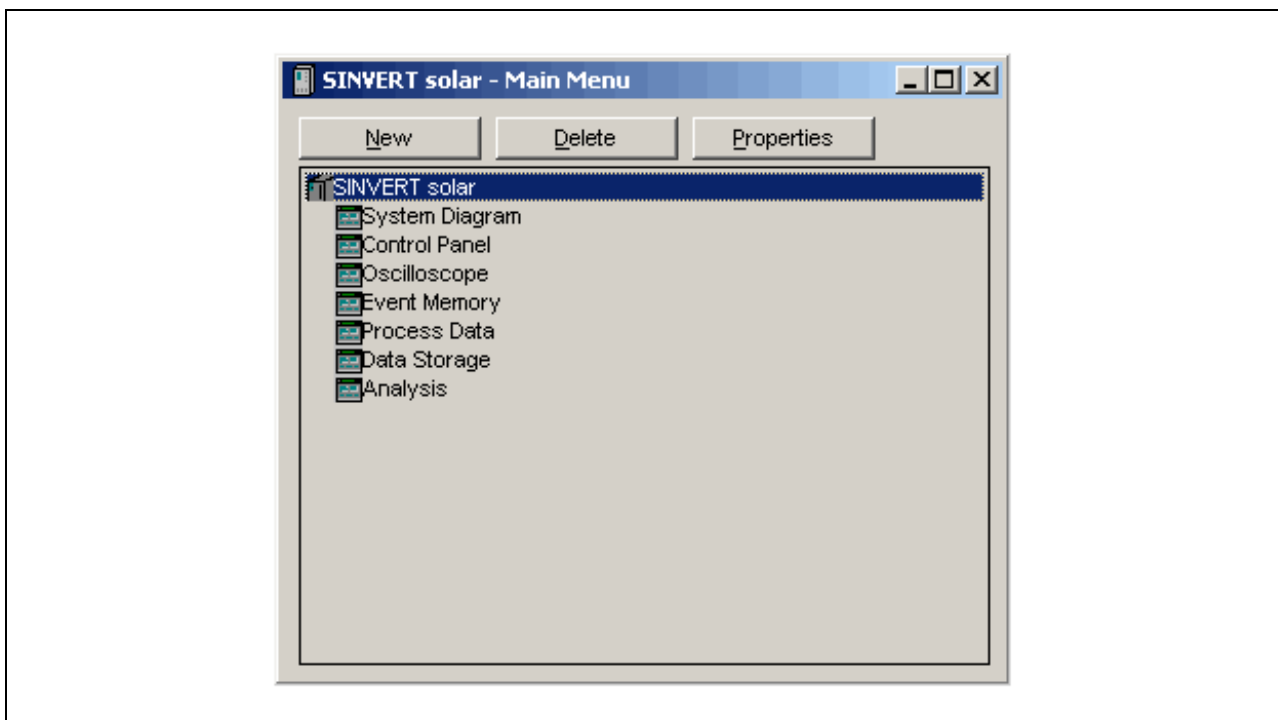 SINVERT solar - Main Menu
New Delete Properties
SINVERT solar
System Diagram
Control Panel
Oscilloscope
Event Memory
Process Data
Data Storage
Analysis